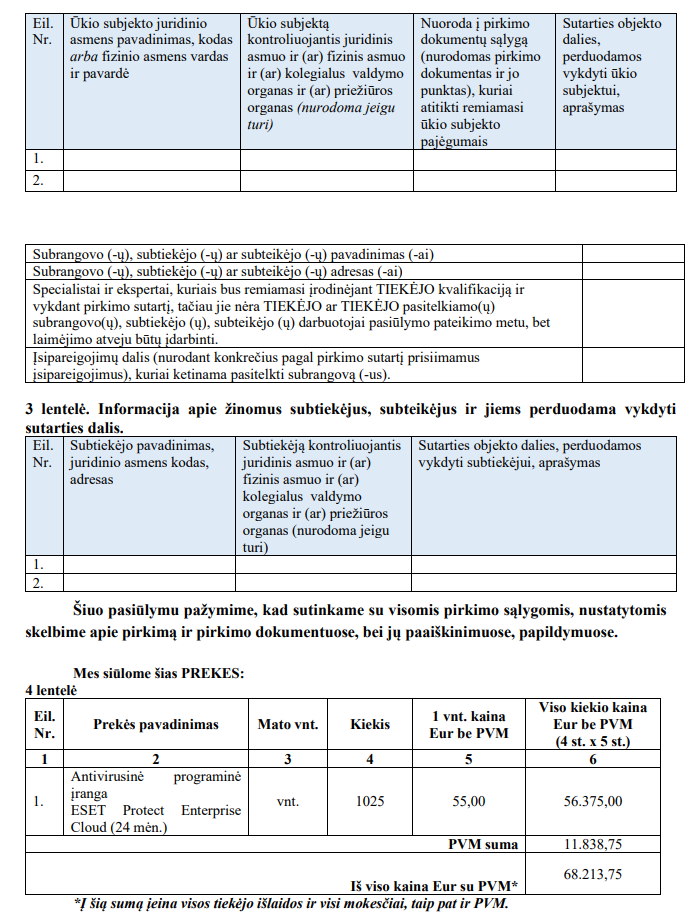 Eil.
Nr.
Ūkio subjekto juridinio
asmens pavadinimas, kodas
arba fizinio asmens vardas
ir pavardė
Ūkio subjektą
kontroliuojantis juridinis
asmuo ir (ar) fizinis asmuo
ir (ar) kolegialus valdymo
organas ir (ar) priežiūros
organas (nurodoma jeigu
turi)
Nuoroda į pirkimo
dokumentų sąlygą
(nurodomas pirkimo
dokumentas ir jo
punktas), kuriai
atitikti remiamasi
ūkio subjekto
pajėgumais
Sutarties objekto
dalies,
perduodamos
vykdyti ūkio
subjektui,
aprašymas
1.
2.
Subrangovo (-ų), subtiekėjo (-ų) ar subteikėjo (-ų) pavadinimas (-ai)
Subrangovo (-ų), subtiekėjo (-ų) ar subteikėjo (-ų) adresas (-ai)
Specialistai ir ekspertai, kuriais bus remiamasi įrodinėjant TIEKĖJO kvalifikaciją ir
vykdant pirkimo sutartį, tačiau jie nėra TIEKĖJO ar TIEKĖJO pasitelkiamo(ų)
subrangovo(ų), subtiekėjo (ų), subteikėjo (ų) darbuotojai pasiūlymo pateikimo metu, bet
laimėjimo atveju būtų įdarbinti.
Įsipareigojimų dalis (nurodant konkrečius pagal pirkimo sutartį prisiimamus
įsipareigojimus), kuriai ketinama pasitelkti subrangovą (-us).
3 lentelė. Informacija apie žinomus subtiekėjus, subteikėjus ir jiems perduodama vykdyti
sutarties dalis.
Eil.
Nr.
Subtiekėjo pavadinimas,
juridinio asmens kodas,
adresas
Subtiekėją kontroliuojantis
juridinis asmuo ir (ar)
fizinis asmuo ir (ar)
kolegialus valdymo
organas ir (ar) priežiūros
organas (nurodoma jeigu
turi)
Sutarties objekto dalies, perduodamos
vykdyti subtiekėjui, aprašymas
1.
2.
Šiuo pasiūlymu pažymime, kad sutinkame su visomis pirkimo sąlygomis, nustatytomis
skelbime apie pirkimą ir pirkimo dokumentuose, bei jų paaiškinimuose, papildymuose.
Mes siūlome šias PREKES:
4 lentelė
Eil.
Nr.
Prekės pavadinimas
Mato vnt.
Kiekis
1 vnt. kaina
Eur be PVM
Viso kiekio kaina
Eur be PVM
(4 st. x 5 st.)
1 2 3 4 5 6
1.
Antivirusinė programinė
įranga
ESET Protect Enterprise
Cloud (24 mėn.)
vnt.
1025
55,00
56.375,00
PVM suma 11.838,75
Iš viso kaina Eur su PVM* 68.213,75
*Į šią sumą įeina visos tiekėjo išlaidos ir visi mokesčiai, taip pat ir PVM.